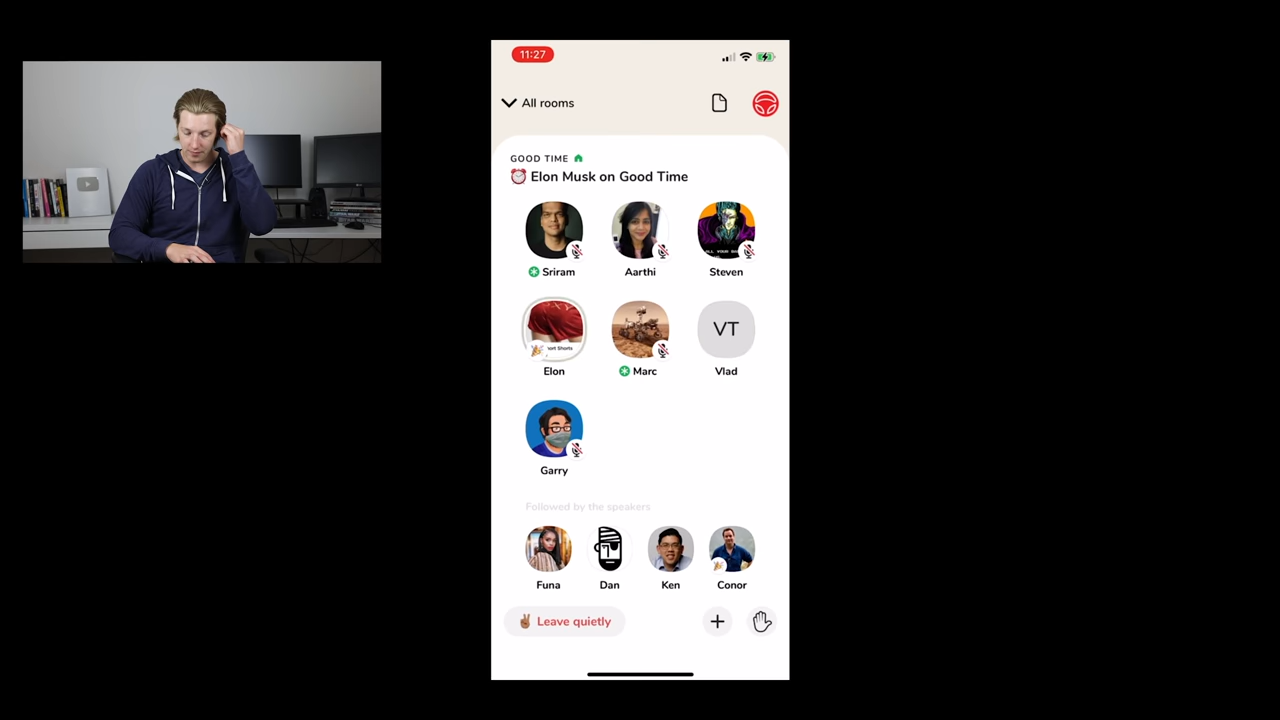 11:27
All rooms
GOOD TIME
Elon Musk on Good Time
Sriram
Aarthi
Steven
Elon
Marc
VT
Vlad
Garry
Followed by the speakers
Funa
Dan
Ken
Conor
Leave quietly